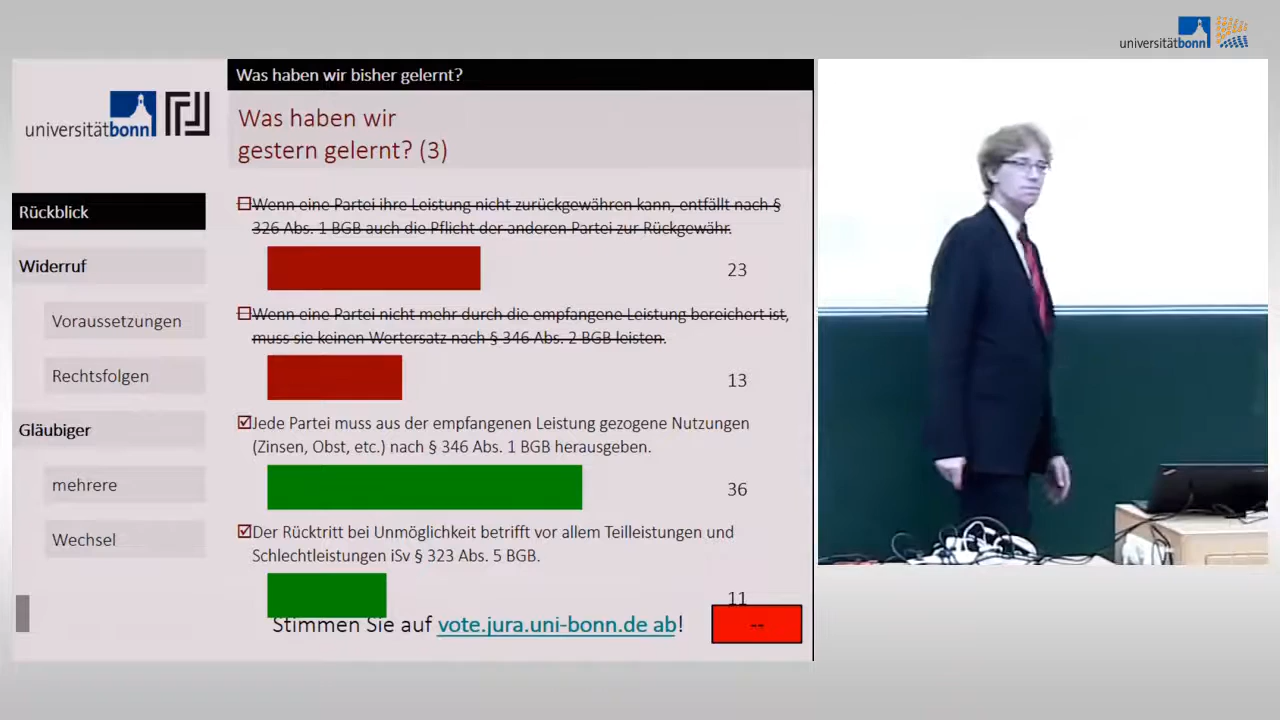 universitätbonn
Was haben wir bisher gelernt?
universitätbonn
Was haben wir
gestern gelernt? (3)
Rückblick
Widerruf
Voraussetzungen
Rechtsfolgen
Gläubiger
mehrere
Wechsel
Wenn eine Partei ihre Leistung nicht zurückgewähren kann, entfällt nach §
326 Abs. 1 BGB auch die Pflicht der anderen Partei zur Rückgewähr.
23
Wenn eine Partei nicht mehr durch die empfangene Leistung bereichert ist,
muss sie keinen Wertersatz nach § 346 Abs. 2 BGB leisten.
13
Jede Partei muss aus der empfangenen Leistung gezogene Nutzungen
(Zinsen, Obst, etc.) nach § 346 Abs. 1 BGB herausgeben.
36
Der Rücktritt bei Unmöglichkeit betrifft vor allem Teilleistungen und
Schlechtleistungen iSv § 323 Abs. 5 BGB.
11
Stimmen Sie auf vote.jura.uni-bonn.de ab!
--